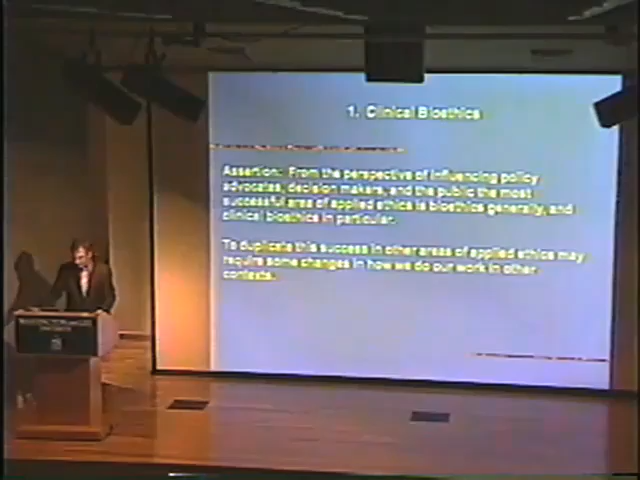 1. Clinical Bioethics
Assertion: From the perspective of influencing policy
advocates, decision makers, and the public the most
successful area of applied ethics is bioethics generally, and
clinical bioethics in particular.
To duplicate this success in other areas of applied ethics may
require some changes in how we do our work in other
contexts.